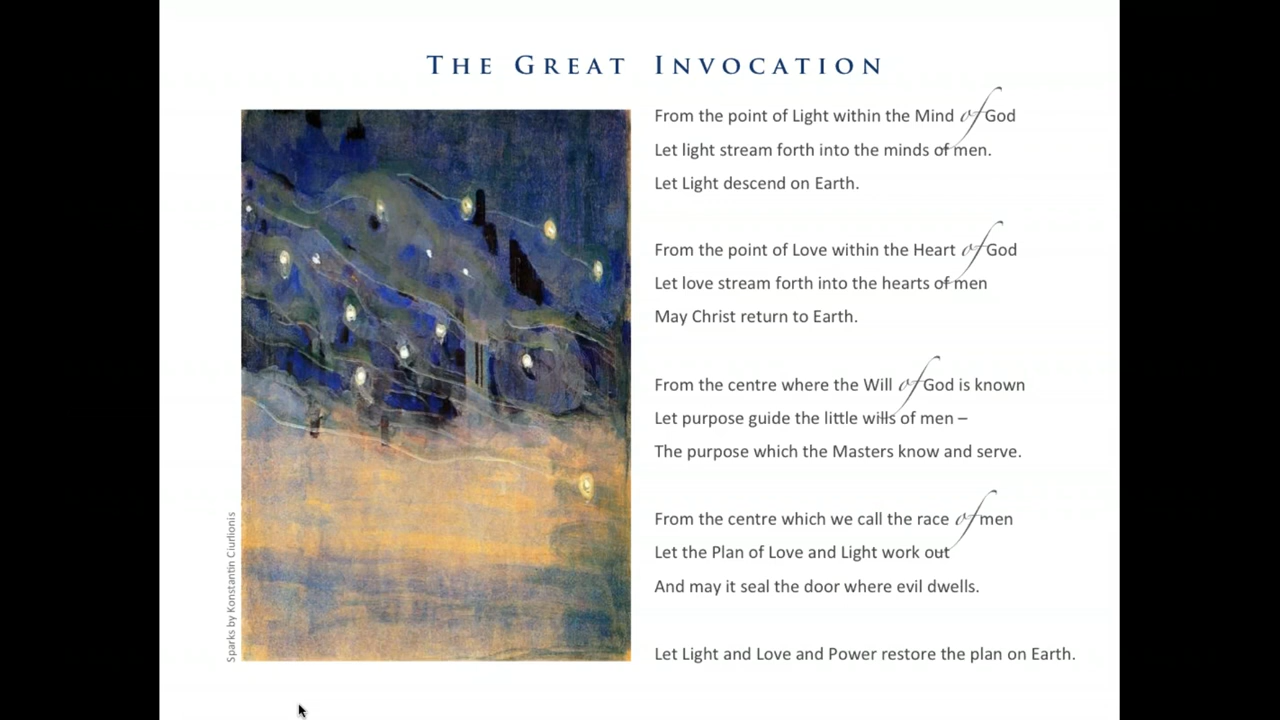 THE GREAT INVOCATION
From the point of Light within the Mind of God
Let light stream forth into the minds of men.
Let Light descend on Earth.
From the point of Love within the Heart of God
Let love stream forth into the hearts of men
May Christ return to Earth.
From the centre where the Will of God is known
Let purpose guide the little wills of men –
The purpose which the Masters know and serve.
From the centre which we call the race of men
Let the Plan of Love and Light work out
And may it seal the door where evil dwells.
Let Light and Love and Power restore the plan on Earth.
Sparks by Konstantin Ciurlionis